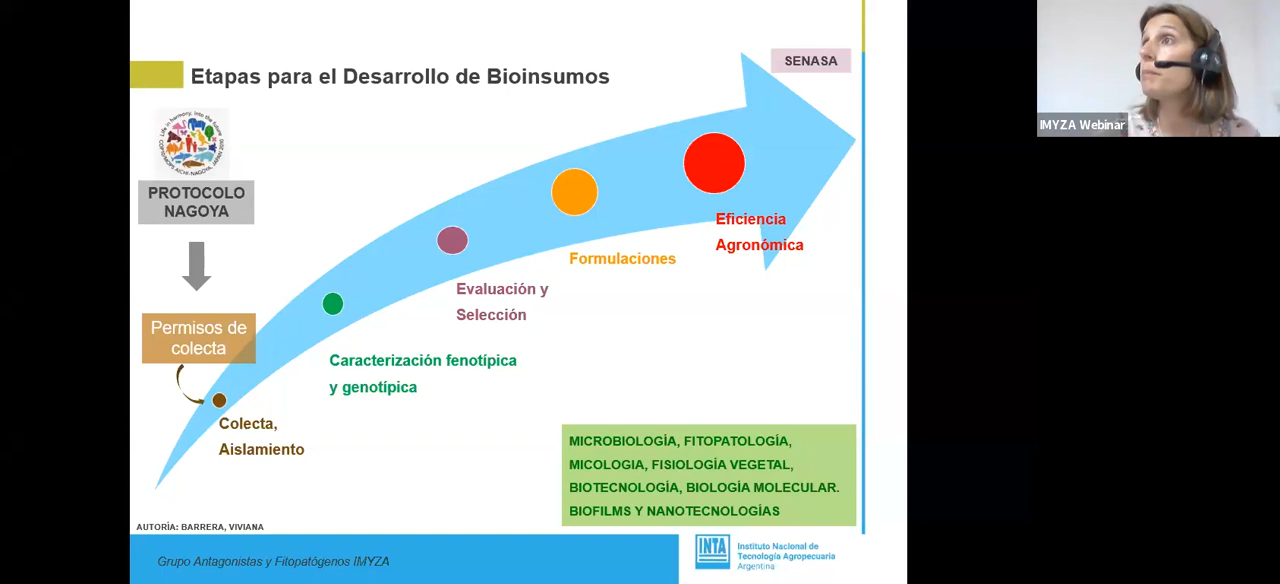 SENASA
Etapas para el Desarrollo de Bioinsumos
PROTOCOLO
NAGOYA
Permisos de
colecta
Colecta,
Aislamiento
Caracterización fenotípica
y genotípica
Evaluación y
Selección
Formulaciones
Eficiencia
Agronómica
MICROBIOLOGÍA, FITOPATOLOGÍA,
MICOLOGIA, FISIOLOGÍA VEGETAL,
BIOTECNOLOGÍA, BIOLOGÍA MOLECULAR.
BIOFILMS Y NANOTECNOLOGÍAS
AUTORÍA: BARRERA, VIVIANA
Grupo Antagonistas y Fitopatógenos IMYZA
INTA
Instituto Nacional de
Tecnología Agropecuaria
Argentina
IMYZA Webinar